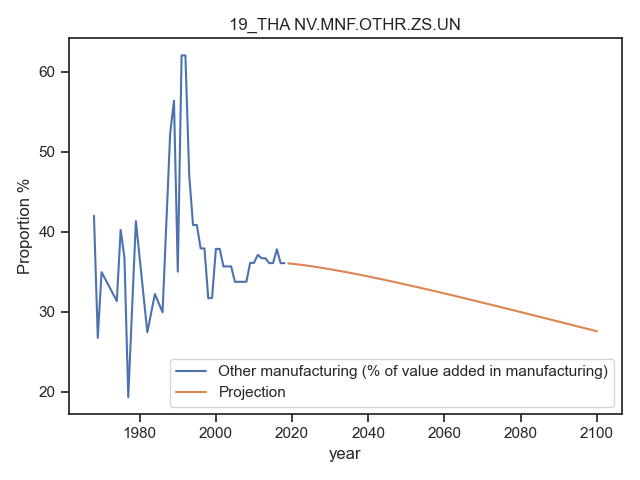 19_THA NV.MNF.OTHR.ZS.UN
60
50
40
30
20
Proportion %
Other manufacturing (% of value added in manufacturing)
Projection
1980 2000 2020 2040 2060 2080 2100
year